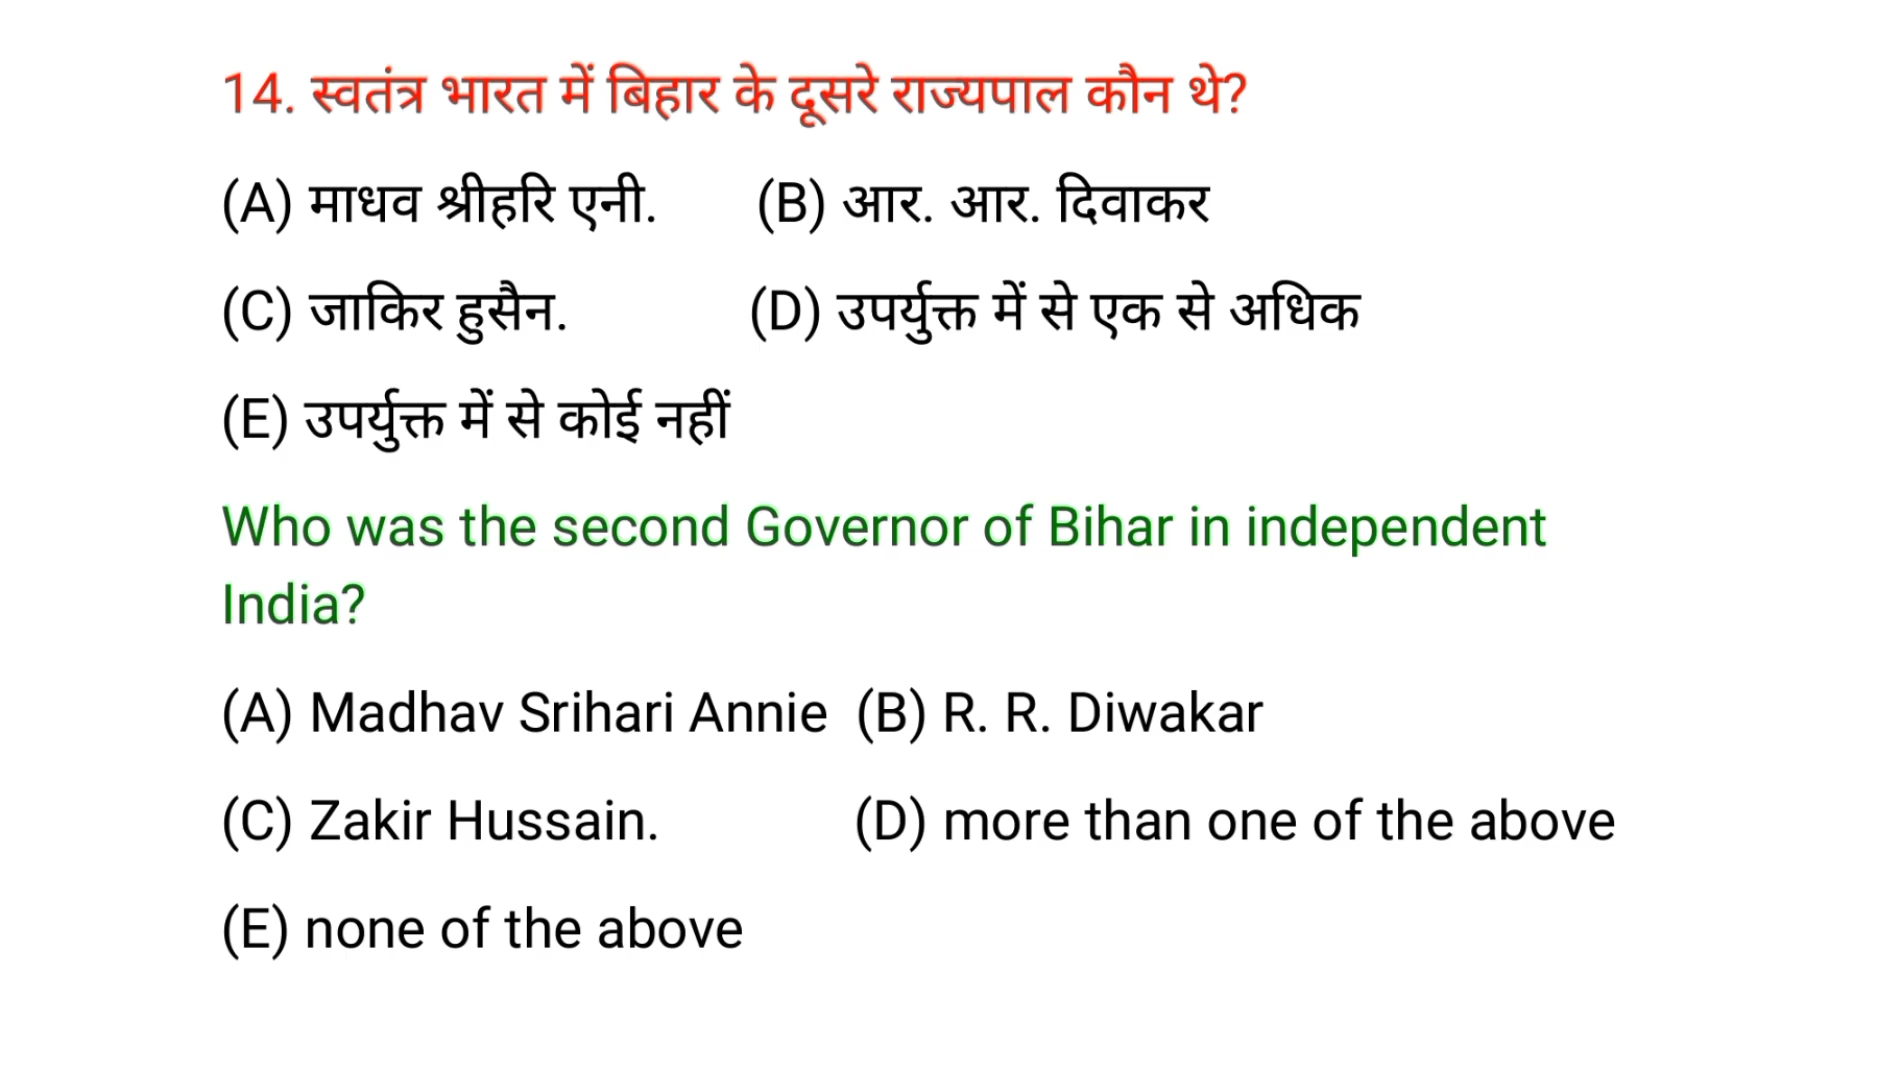 14. स्वतंत्र भारत में बिहार के दूसरे राज्यपाल कौन थे?
(A) माधव श्रीहरि एनी. (B) आर. आर. दिवाकर
(C) जाकिर हुसैन. (D) उपर्युक्त में से एक से अधिक
(E) उपर्युक्त में से कोई नहीं
Who was the second Governor of Bihar in independent
India?
(A) Madhav Srihari Annie (B) R. R. Diwakar
(C) Zakir Hussain. (D) more than one of the above
(E) none of the above